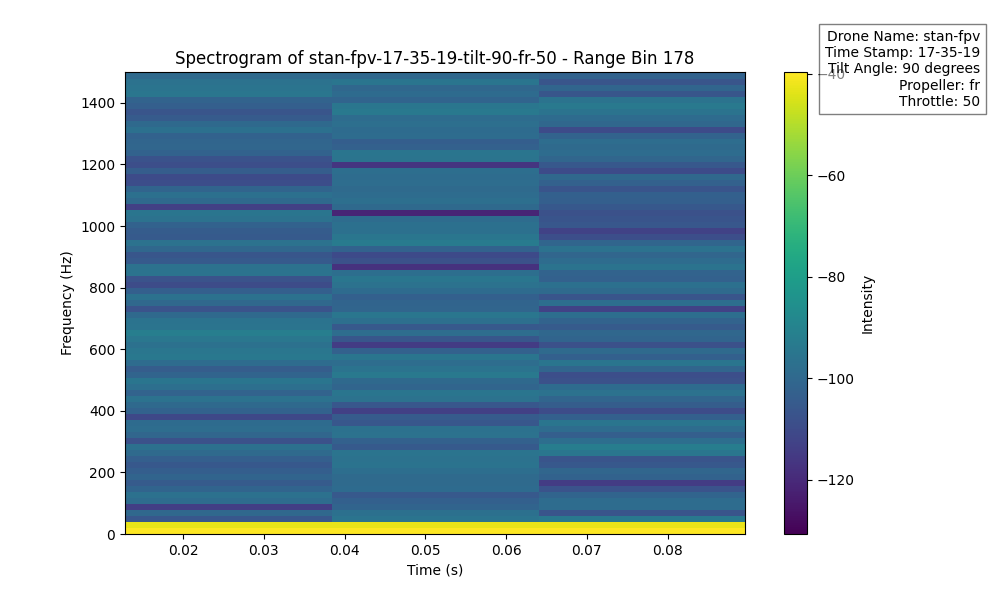 Spectrogram of stan-fpv-17-35-19-tilt-90-fr-50 - Range Bin 178
Drone Name: stan-fpv
Time Stamp: 17-35-19
Tilt Angle: 90 degrees
Propeller: fr
Throttle: 50
Frequency (Hz)
1400
1200
1000
800
600
400
200
0
0.02 0.03 0.04 0.05 0.06 0.07 0.08
Time (s)
−40
−60
−80
−100
−120
Intensity